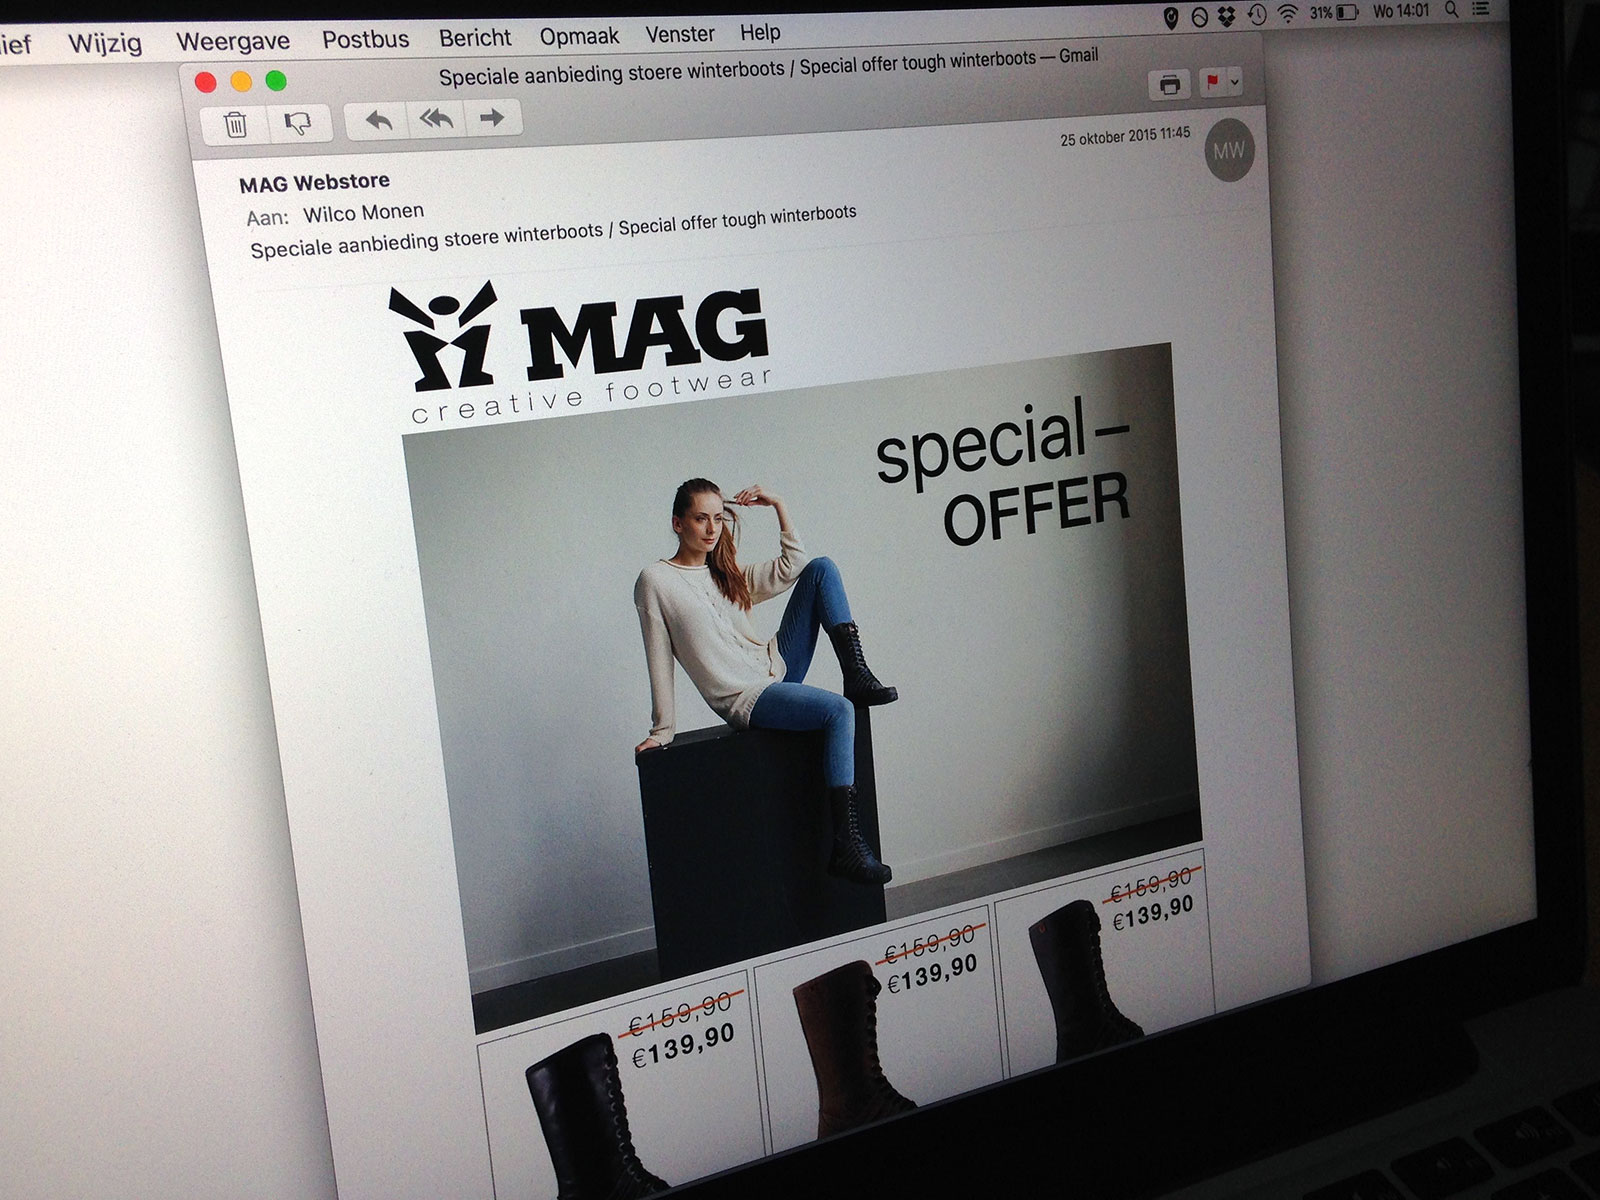 ief Wijzig Weergave Postbus Bericht Opmaak Venster Help 31% Wo 14:01
Speciale aanbieding stoere winterboots / Special offer tough winterboots — Gmail
25 oktober 2015 11:45
MW
MAG Webstore
Aan: Wilco Monen
Speciale aanbieding stoere winterboots / Special offer tough winterboots
MAG
creative footwear
special–
OFFER
€159,90
€139,90
€159,90
€139,90
€159,90
€139,90